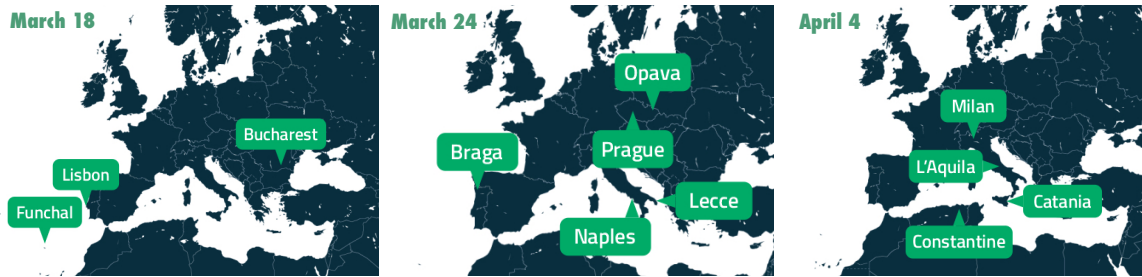 March 18
Bucharest
Lisbon
Funchal
March 24
Opava
Braga
Prague
Lecce
Naples
April 4
Milan
L'Aquila
Catania
Constantine